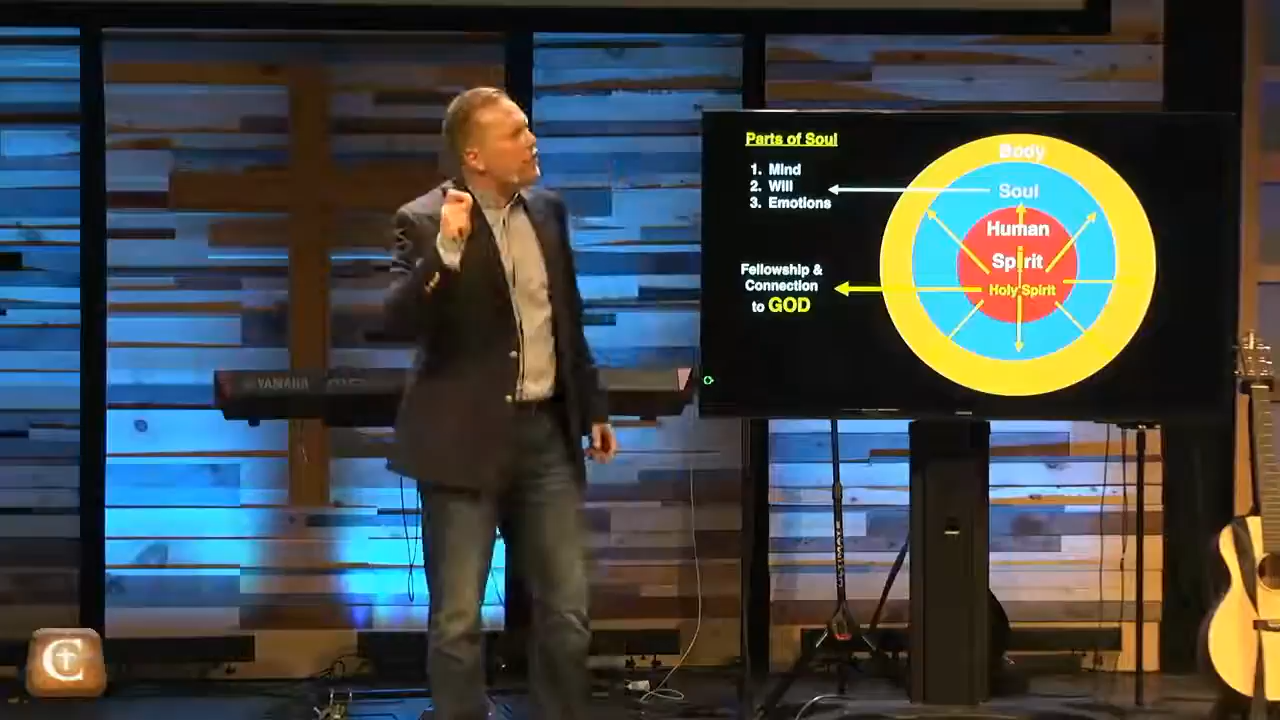 Parts of Soul
1. Mind
2. Will
3. Emotions
Fellowship &
Connection
to GOD
Body
Soul
Human
Spirit
Holy Spirit
YAMAHA
ULTIMATE
C